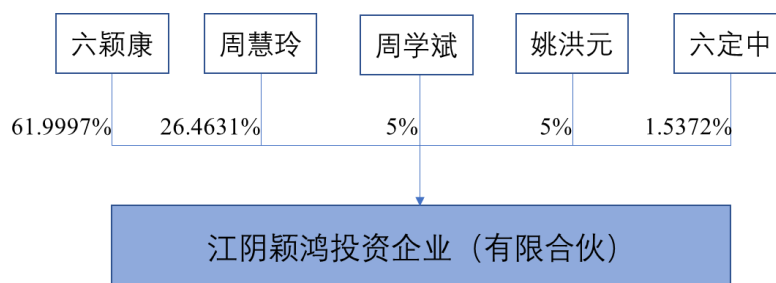 六颖康 周慧玲 周学斌 姚洪元 六定中
61.9997% 26.4631% 5% 5% 1.5372%
江阴颖鸿投资企业（有限合伙）